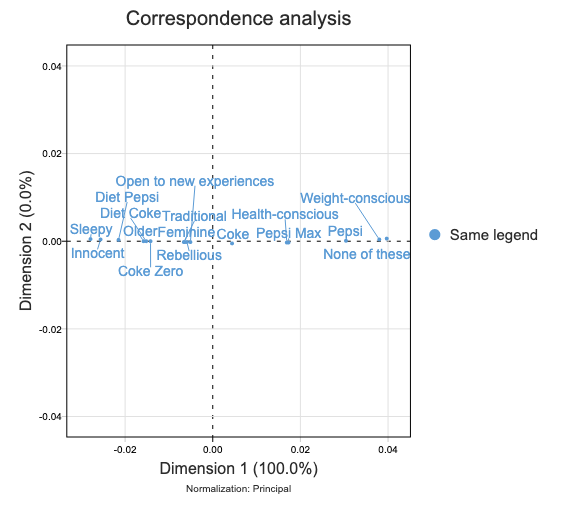 Correspondence analysis
Dimension 2 (0.0%)
0.04
0.02
0.00
-0.02
-0.04
Open to new experiences
Diet Pepsi
Weight-conscious
Diet Coke
Traditional
Health-conscious
Sleepy
Older
Feminine
Coke
Pepsi Max
Pepsi
Innocent
Rebellious
None of these
Coke Zero
Same legend
-0.02
0.00
0.02
0.04
Dimension 1 (100.0%)
Normalization: Principal